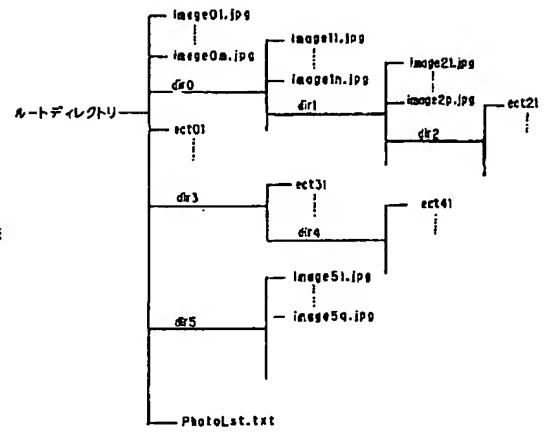 image01.jpg
image0m.jpg
dir0
image11.jpg
image1n.jpg
dir1
image21.jpg
image2p.jpg
dir2
ect21
ルートディレクトリ
ect01
dir3
ect31
dir4
ect41
dir5
image51.jpg
image5q.jpg
PhotoLst.txt